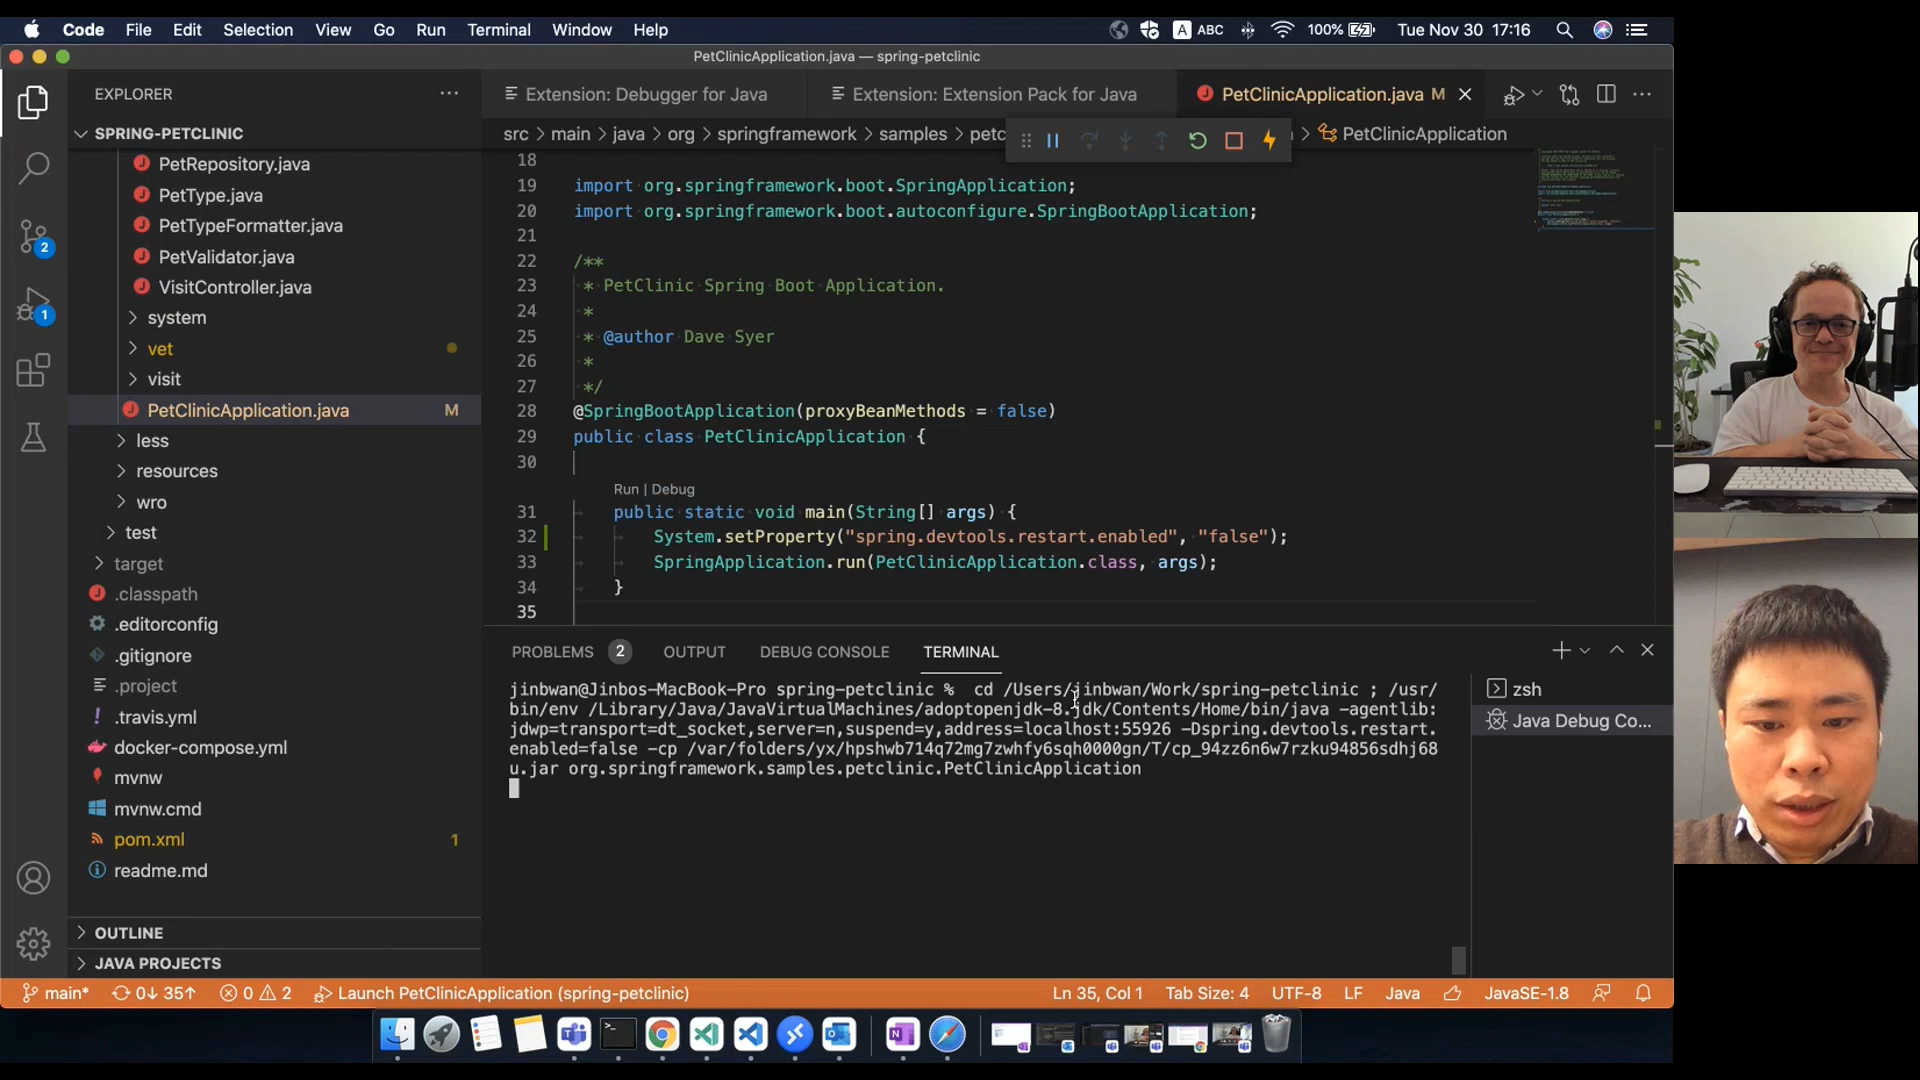 Code File Edit Selection View Go Run Terminal Window Help
A ABC 100% Tue Nov 30 17:16
PetClinicApplication.java — spring-petclinic
EXPLORER
SPRING-PETCLINIC
PetRepository.java
PetType.java
PetTypeFormatter.java
PetValidator.java
VisitController.java
system
vet
visit
PetClinicApplication.java M
less
resources
wro
test
target
.classpath
.editorconfig
.gitignore
.project
.travis.yml
docker-compose.yml
mvnw
mvnw.cmd
pom.xml 1
readme.md
OUTLINE
JAVA PROJECTS
2
1
Extension: Debugger for Java
Extension: Extension Pack for Java
PetClinicApplication.java M
src > main > java > org > springframework > samples > petc > PetClinicApplication
18
19 import org.springframework.boot.SpringApplication;
20 import org.springframework.boot.autoconfigure.SpringBootApplication;
21
22 /**
23 * PetClinic Spring Boot Application.
24 *
25 * @author Dave Syer
26 *
27 */
28 @SpringBootApplication(proxyBeanMethods = false)
29 public class PetClinicApplication {
30
Run | Debug
31 public static void main(String[] args) {
32 System.setProperty("spring.devtools.restart.enabled", "false");
33 SpringApplication.run(PetClinicApplication.class, args);
34 }
35
PROBLEMS 2 OUTPUT DEBUG CONSOLE TERMINAL
jinbwan@Jinbos-MacBook-Pro spring-petclinic % cd /Users/jinbwan/Work/spring-petclinic ; /usr/
bin/env /Library/Java/JavaVirtualMachines/adoptopenjdk-8.jdk/Contents/Home/bin/java -agentlib:
jdwp=transport=dt_socket,server=n,suspend=y,address=localhost:55926 -Dspring.devtools.restart.
enabled=false -cp /var/folders/yx/hpshwb714q72mg7zwhfy6sqh0000gn/T/cp_94zz6n6w7rzku94856sdhj68
u.jar org.springframework.samples.petclinic.PetClinicApplication
zsh
Java Debug Co...
main* 0↓ 35↑ 0 2 Launch PetClinicApplication (spring-petclinic)
Ln 35, Col 1 Tab Size: 4 UTF-8 LF Java JavaSE-1.8